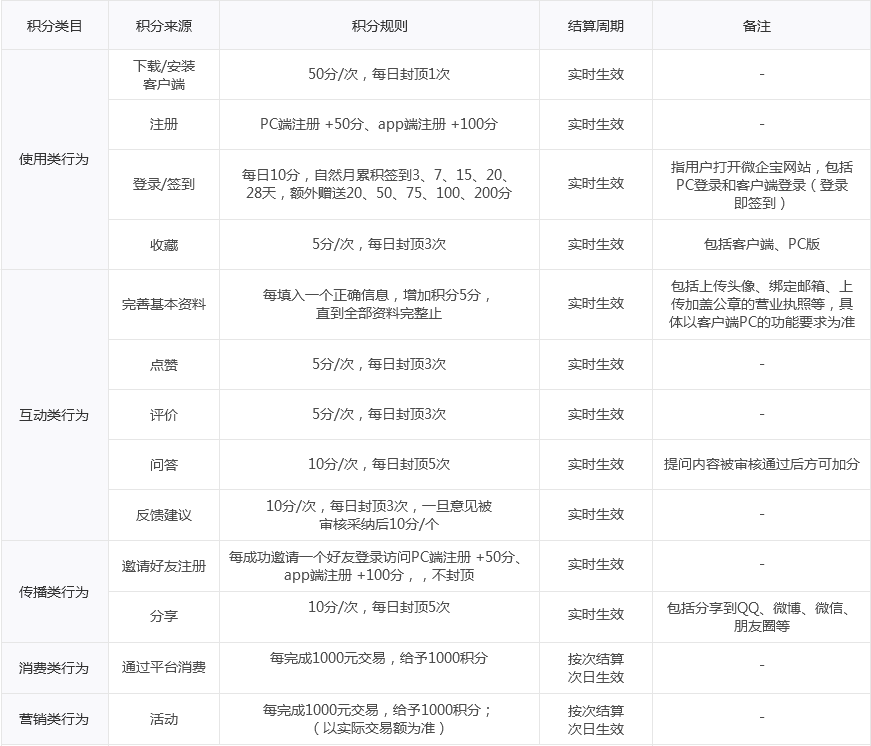 积分类目 积分来源 积分规则 结算周期 备注
使用类行为
下载/安装
客户端
50分/次，每日封顶1次
实时生效
-
注册
PC端注册 +50分、app端注册 +100分
实时生效
-
登录/签到
每日10分，自然月累积签到3、7、15、20、
28天，额外赠送20、50、75、100、200分
实时生效
指用户打开微企宝网站，包括
PC登录和客户端登录（登录
即签到）
收藏
5分/次，每日封顶3次
实时生效
包括客户端、PC版
互动类行为
完善基本资料
每填入一个正确信息，增加积分5分，
直到全部资料完整止
实时生效
包括上传头像、绑定邮箱、上
传加盖公章的营业执照等，具
体以客户端PC的功能要求为准
点赞
5分/次，每日封顶3次
实时生效
-
评价
5分/次，每日封顶3次
实时生效
-
问答
10分/次，每日封顶5次
实时生效
提问内容被审核通过后方可加分
反馈建议
10分/次，每日封顶3次，一旦意见被
审核采纳后10分/个
实时生效
-
传播类行为
邀请好友注册
每成功邀请一个好友登录访问PC端注册 +50分、
app端注册 +100分，，不封顶
实时生效
-
分享
10分/次，每日封顶5次
实时生效
包括分享到QQ、微博、微信、
朋友圈等
消费类行为
通过平台消费
每完成1000元交易，给予1000积分
按次结算
次日生效
-
营销类行为
活动
每完成1000元交易，给予1000积分；
（以实际交易额为准）
按次结算
次日生效
-